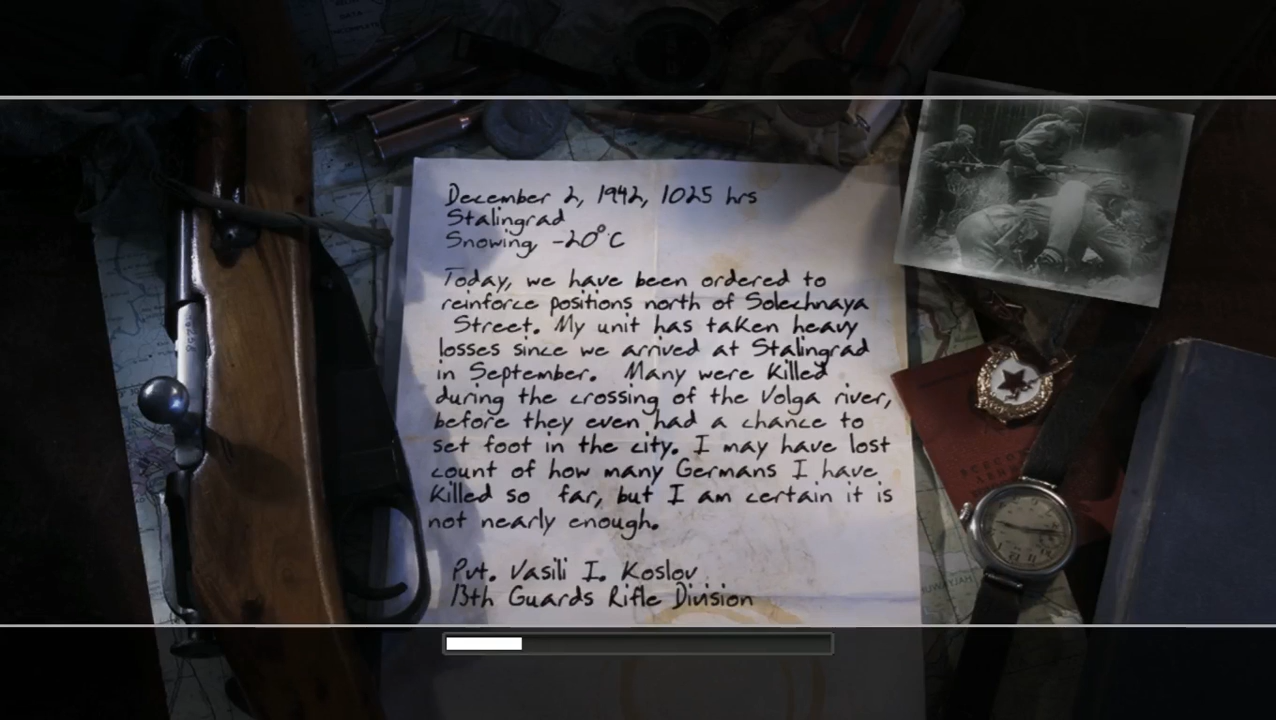 December 2, 1942, 1025 hrs
Stalingrad
Snowing, -20°C
Today, we have been ordered to
reinforce positions north of Solechnaya
Street. My unit has taken heavy
losses since we arrived at Stalingrad
in September. Many were killed
during the crossing of the Volga river,
before they even had a chance to
set foot in the city. I may have lost
count of how many Germans I have
killed so far, but I am certain it is
not nearly enough.
Pvt. Vasili I. Koslov
13th Guards Rifle Division